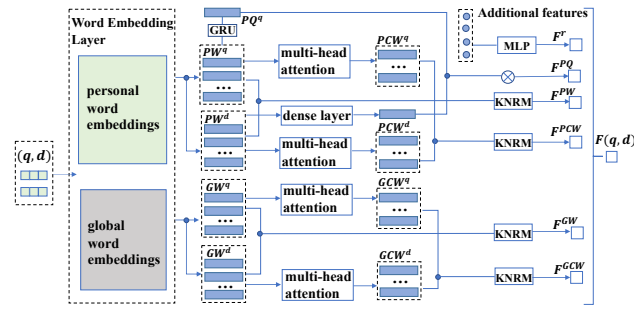 Word Embedding
Layer
personal
word
embeddings
global
word
embeddings
(q, d)
PQ^q
GRU
PW^q
...
multi-head
attention
PCW^q
...
dense layer
PW^d
...
multi-head
attention
PCW^d
...
GW^q
...
multi-head
attention
GCW^q
...
GW^d
...
multi-head
attention
GCW^d
...
Additional features
MLP
F^r
F^PQ
KNRM
F^PW
KNRM
F^PCW
KNRM
F^GW
KNRM
F^GCW
F(q, d)